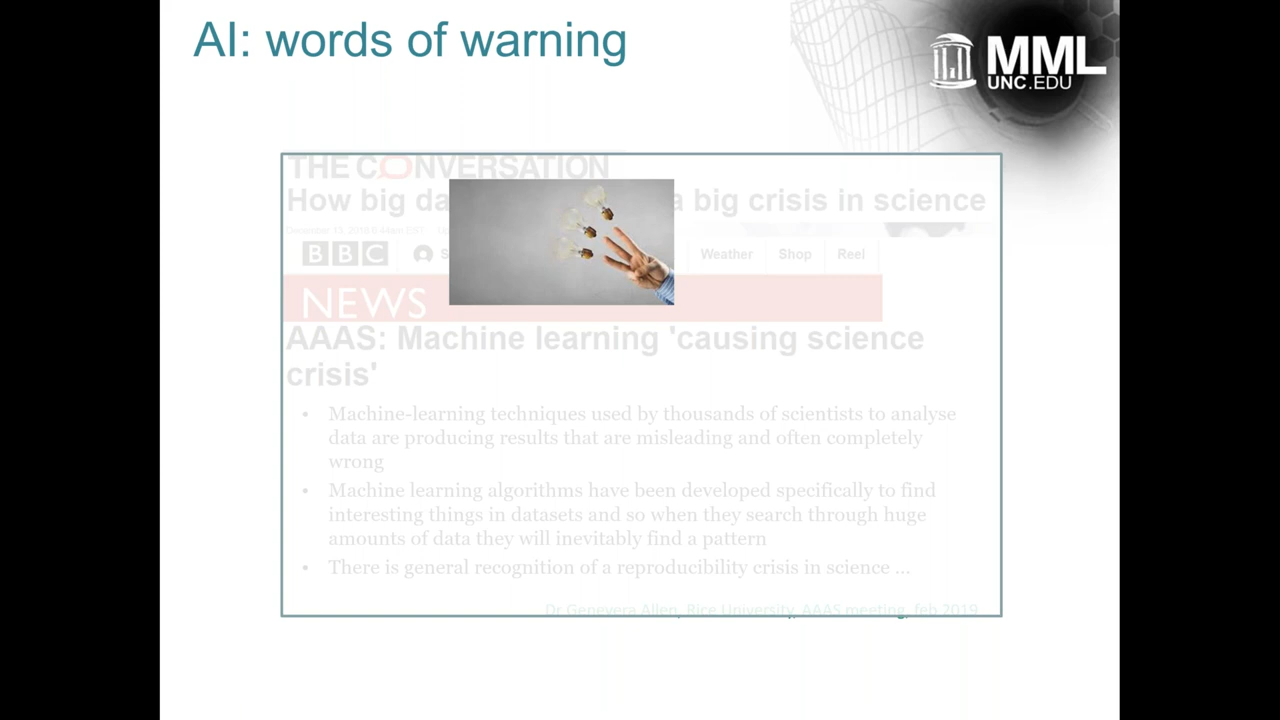 AI: words of warning
MML
UNC.EDU
THE CONVERSATION
How big da a big crisis in science
BBC S Weather Shop Reel
NEWS
AAAS: Machine learning 'causing science
crisis'
• Machine-learning techniques used by thousands of scientists to analyse
data are producing results that are misleading and often completely
wrong
• Machine learning algorithms have been developed specifically to find
interesting things in datasets and so when they search through huge
amounts of data they will inevitably find a pattern
• There is general recognition of a reproducibility crisis in science ...
Dr Genevera Allen, Rice University, AAAS meeting, feb 2019